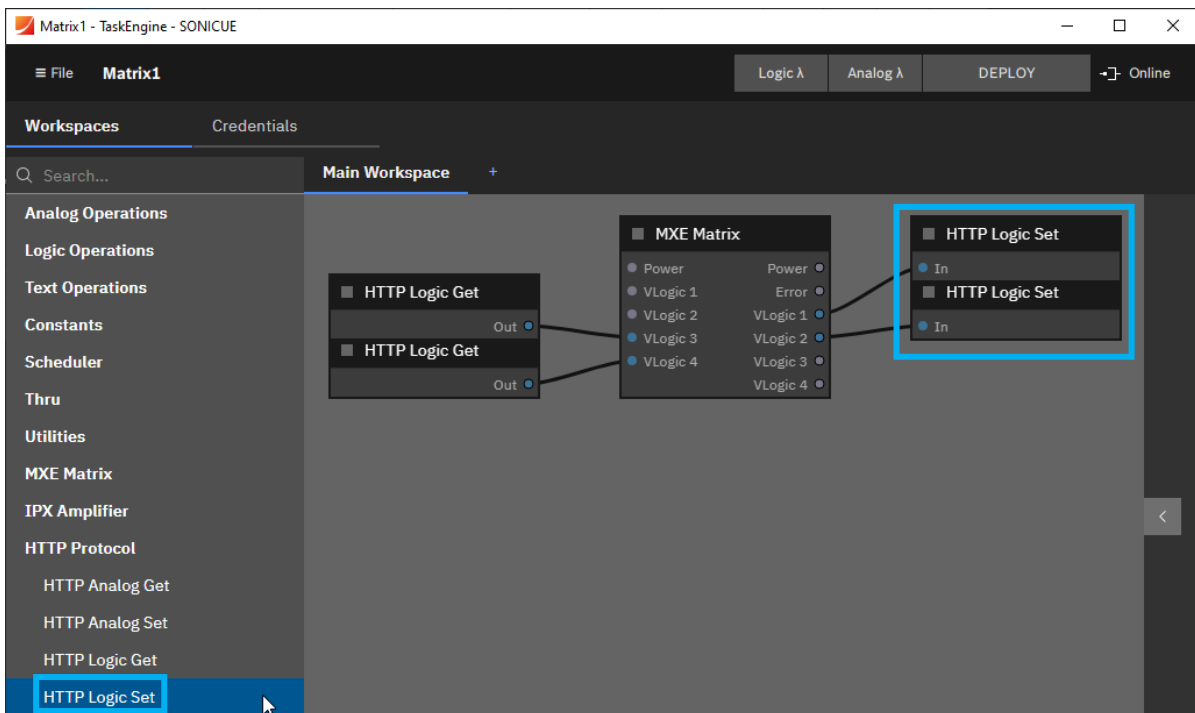 Matrix1 - TaskEngine - SONICUE
File Matrix1 Logic λ Analog λ DEPLOY Online
Workspaces Credentials
Search... Main Workspace +
Analog Operations
Logic Operations
Text Operations
Constants
Scheduler
Thru
Utilities
MXE Matrix
IPX Amplifier
HTTP Protocol
HTTP Analog Get
HTTP Analog Set
HTTP Logic Get
HTTP Logic Set
HTTP Logic Get
Out
HTTP Logic Get
Out
MXE Matrix
Power Power
VLogic 1 Error
VLogic 2 VLogic 1
VLogic 3 VLogic 2
VLogic 4 VLogic 3
VLogic 4
HTTP Logic Set
In
HTTP Logic Set
In